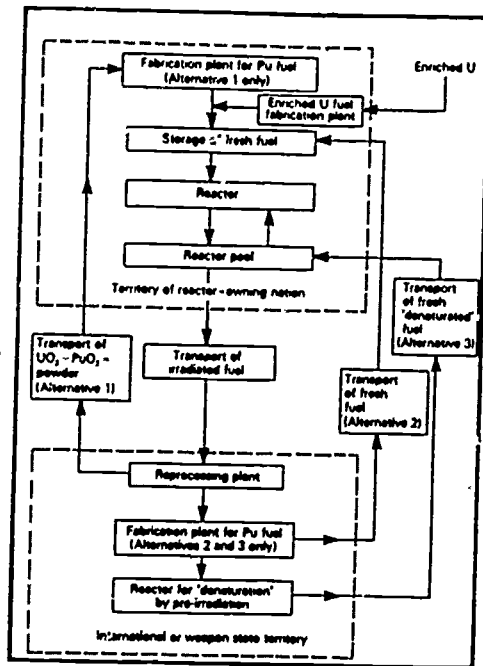 Fabrication plant for Pu fuel
(Alternative 1 only)
Enriched U
Enriched U fuel
fabrication plant
Storage of fresh fuel
Reactor
Reactor pool
Territory of reactor-owning nation
Transport of
UO₂ - PuO₂ -
powder
(Alternative 1)
Transport of
irradiated fuel
Transport
of fresh
"denaturated"
fuel
(Alternative 3)
Transport
of fresh
fuel
(Alternative 2)
Reprocessing plant
Fabrication plant for Pu fuel
(Alternatives 2 and 3 only)
Reactor for "denaturation"
by pre-irradiation
International or weapon state territory